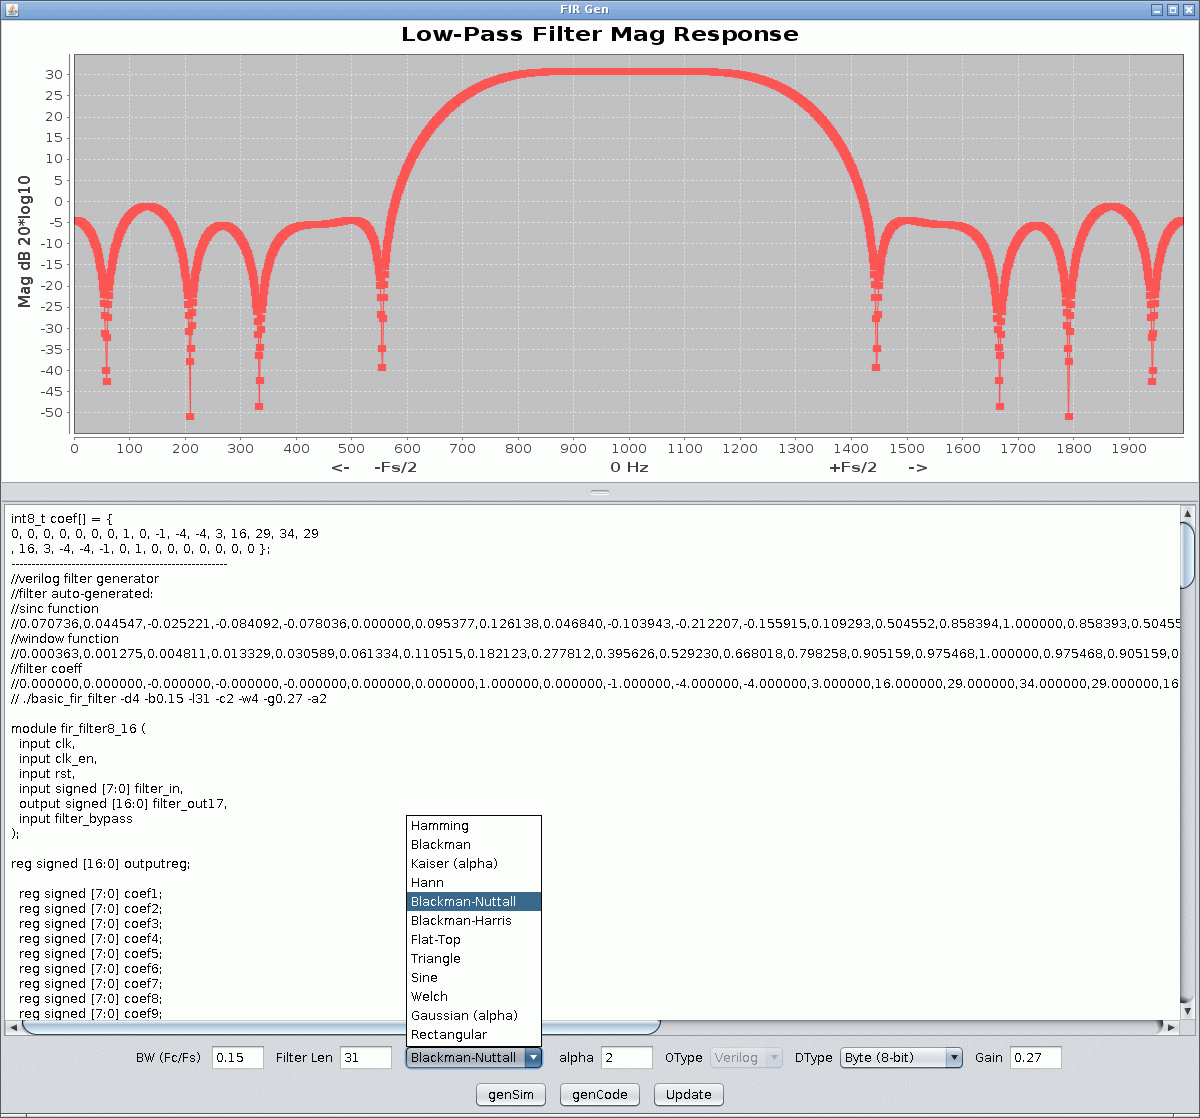 FIR Gen
Low-Pass Filter Mag Response
Mag dB 20*log10
30
25
20
15
10
5
0
-5
-10
-15
-20
-25
-30
-35
-40
-45
-50
0 100 200 300 400 500 600 700 800 900 1000 1100 1200 1300 1400 1500 1600 1700 1800 1900
<- -Fs/2 0 Hz +Fs/2 ->
int8_t coef[] = {
0, 0, 0, 0, 0, 0, 0, 1, 0, -1, -4, -4, 3, 16, 29, 34, 29
, 16, 3, -4, -4, -1, 0, 1, 0, 0, 0, 0, 0, 0, 0 };
------------------------------------------------------
//verilog filter generator
//filter auto-generated:
//sinc function
//0.070736,0.044547,-0.025221,-0.084092,-0.078036,0.000000,0.095377,0.126138,0.046840,-0.103943,-0.212207,-0.155915,0.109293,0.504552,0.858394,1.000000,0.858393,0.50455
//window function
//0.000363,0.001275,0.004811,0.013329,0.030589,0.061334,0.110515,0.182123,0.277812,0.395626,0.529230,0.668018,0.798258,0.905159,0.975463,1.000000,0.975468,0.905159,0
//filter coeff
//0.000000,0.000000,-0.000000,-0.000000,-0.000000,0.000000,0.000000,1.000000,0.000000,-1.000000,-4.000000,-4.000000,3.000000,16.000000,29.000000,34.000000,29.000000,16
// ./basic_fir_filter -d4 -b0.15 -l31 -c2 -w4 -g0.27 -a2
module fir_filter8_16 (
input clk,
input clk_en,
input rst,
input signed [7:0] filter_in,
output signed [16:0] filter_out17,
input filter_bypass
);
reg signed [16:0] outputreg;
reg signed [7:0] coef1;
reg signed [7:0] coef2;
reg signed [7:0] coef3;
reg signed [7:0] coef4;
reg signed [7:0] coef5;
reg signed [7:0] coef6;
reg signed [7:0] coef7;
reg signed [7:0] coef8;
reg signed [7:0] coef9;
Hamming
Blackman
Kaiser (alpha)
Hann
Blackman-Nuttall
Blackman-Harris
Flat-Top
Triangle
Sine
Welch
Gaussian (alpha)
Rectangular
BW (Fc/Fs) 0.15 Filter Len 31 Blackman-Nuttall alpha 2 OType Verilog DType Byte (8-bit) Gain 0.27
genSim genCode Update